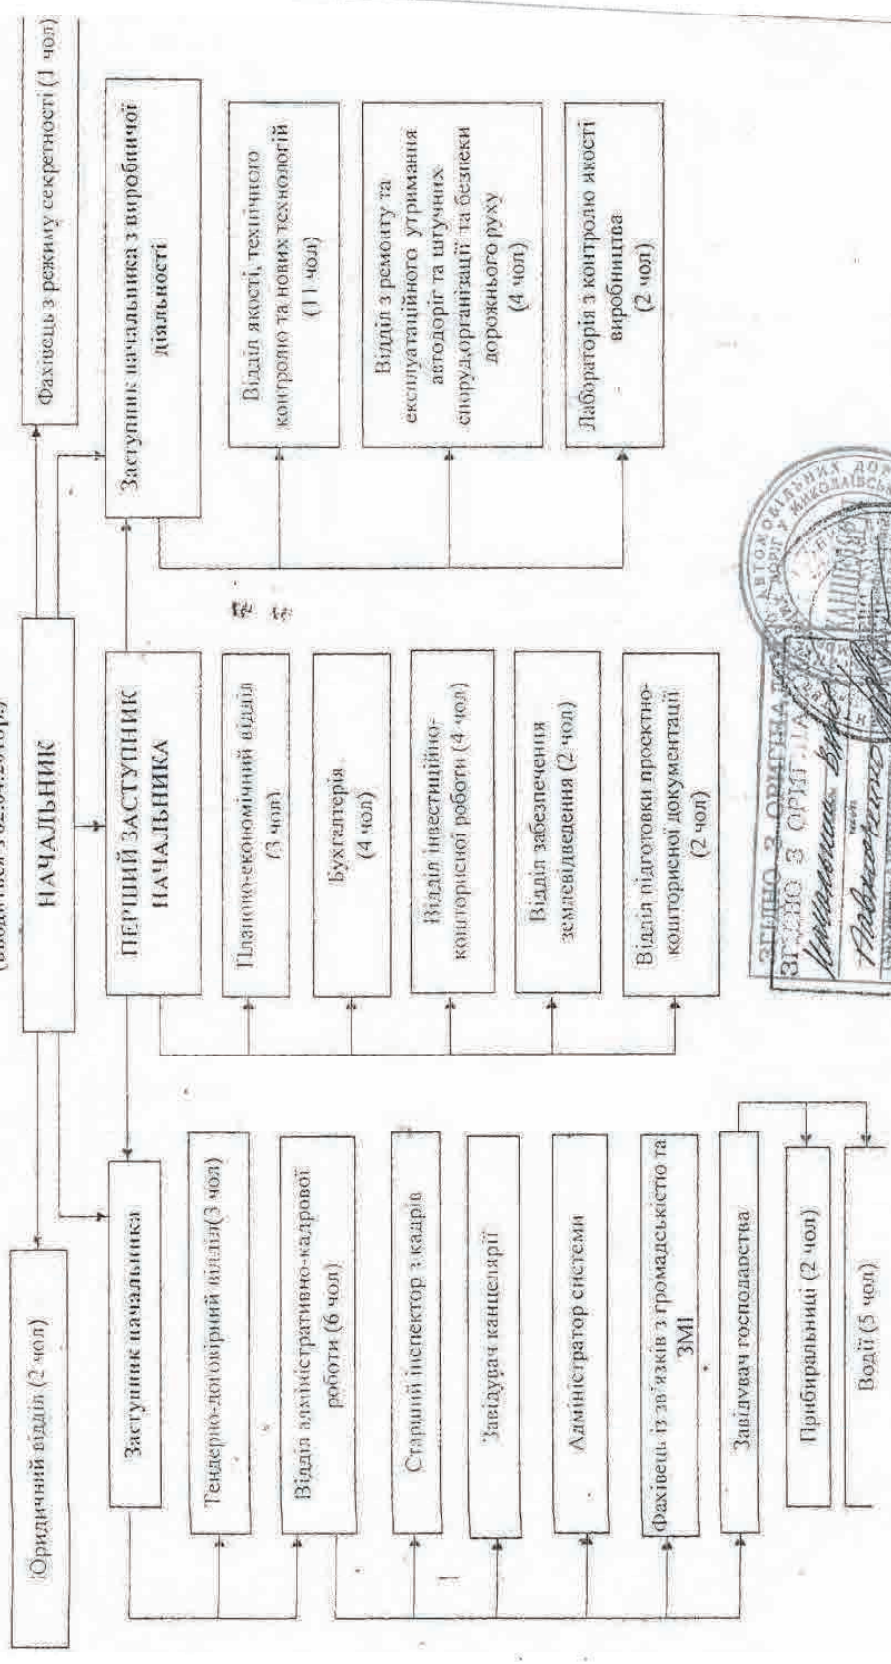 Фахівець з режиму секретності (1 чол)
НАЧАЛЬНИК
Юридичний відділ (2 чол)
Заступник начальника
ПЕРШИЙ ЗАСТУПНИК
НАЧАЛЬНИКА
Заступник начальника з виробничої
діяльності
Тендерно-договірний відділ(3 чол)
Відділ адміністративно-кадрової
роботи (6 чол)
Старший інспектор з кадрів
Завідувач канцелярії
Адміністратор системи
Фахівець із зв'язків з громадськістю та
ЗМІ
Завідувач господарства
Прибиральниці (2 чол)
Водії (5 чол)
Планово-економічний відділ
(3 чол)
Бухгалтерія
(4 чол)
Відділ інвестиційно-
кошторисної роботи (4 чол)
Відділ забезпечення
землевідведення (2 чол)
Відділ підготовки проектно-
кошторисної документації
(2 чол)
Відділ якості, технічного
контролю та нових технологій
(11 чол)
Відділ з ремонту та
експлуатаційного утримання
автодоріг та штучних
споруд,організації та безпеки
дорожнього руху
(4 чол)
Лабораторія з контролю якості
виробництва
(2 чол)
ЗГІДНО З ОРИГІНАЛОМ